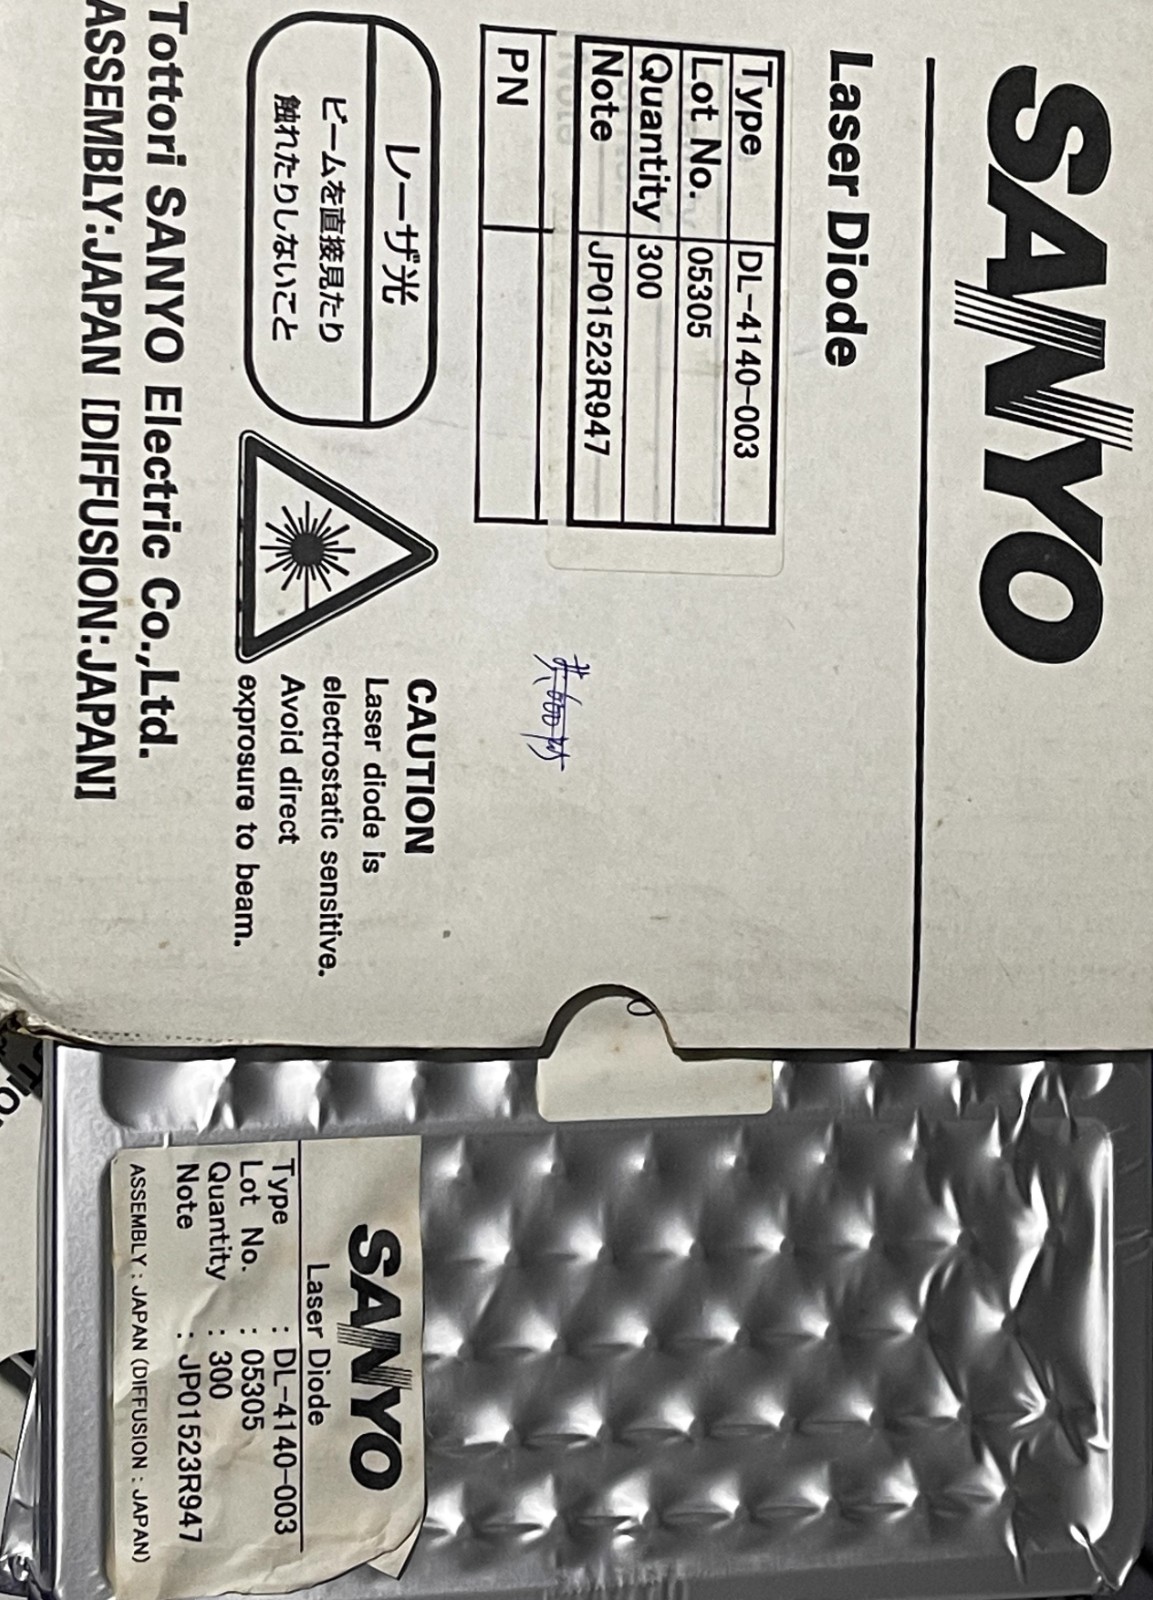 SANYO
Laser Diode
Type DL-4140-003
Lot No. 05305
Quantity 300
Note JP01523R947
PN
レーザ光
ビームを直接見たり
触れたりしないこと
CAUTION
Laser diode is
electrostatic sensitive.
Avoid direct
exprosure to beam.
Tottori SANYO Electric Co.,Ltd.
ASSEMBLY:JAPAN [DIFFUSION:JAPAN]
SANYO
Laser Diode
Type : DL-4140-003
Lot No. : 05305
Quantity : 300
Note : JP01523R947
ASSEMBLY : JAPAN (DIFFUSION : JAPAN)